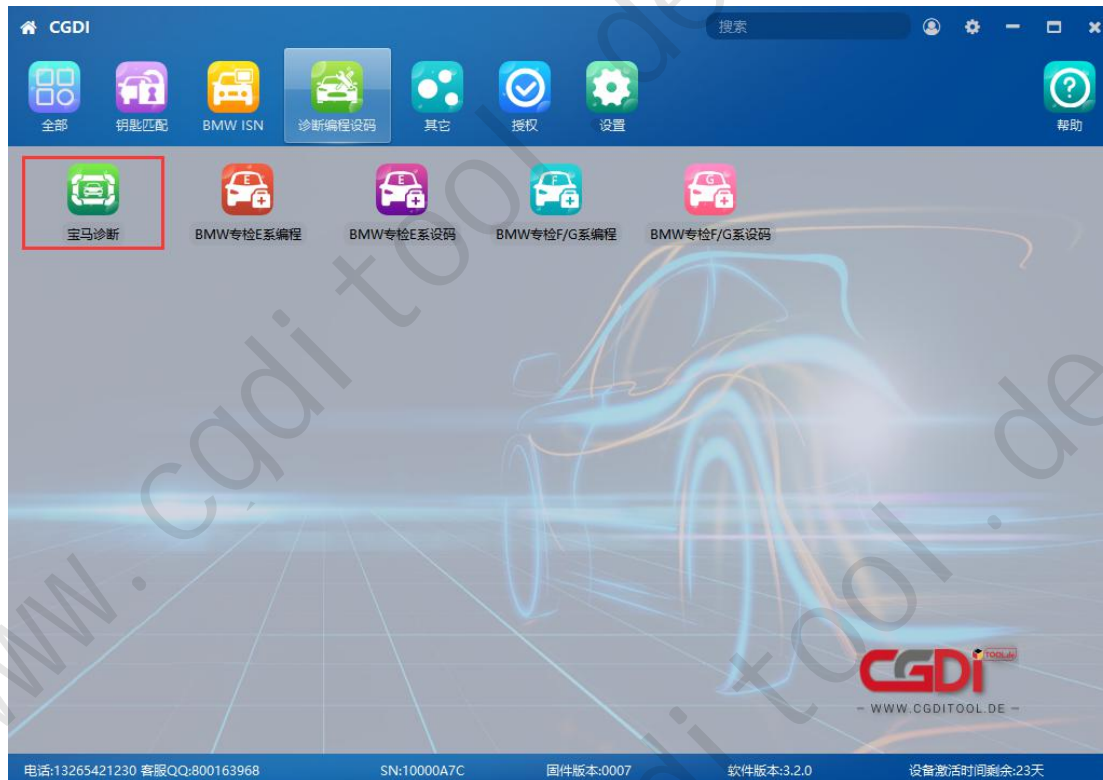 CGDI 搜索
全部 钥匙匹配 BMW ISN 诊断编程设码 其它 授权 设置 帮助
宝马诊断 BMW专检E系编程 BMW专检E系设码 BMW专检F/G系编程 BMW专检F/G系设码
E E F G
www.cgditool.de
CGDI TOOL.de
- WWW.CGDITOOL.DE -
电话:13265421230 客服QQ:800163968 SN:10000A7C 固件版本:0007 软件版本:3.2.0 设备激活时间剩余:23天